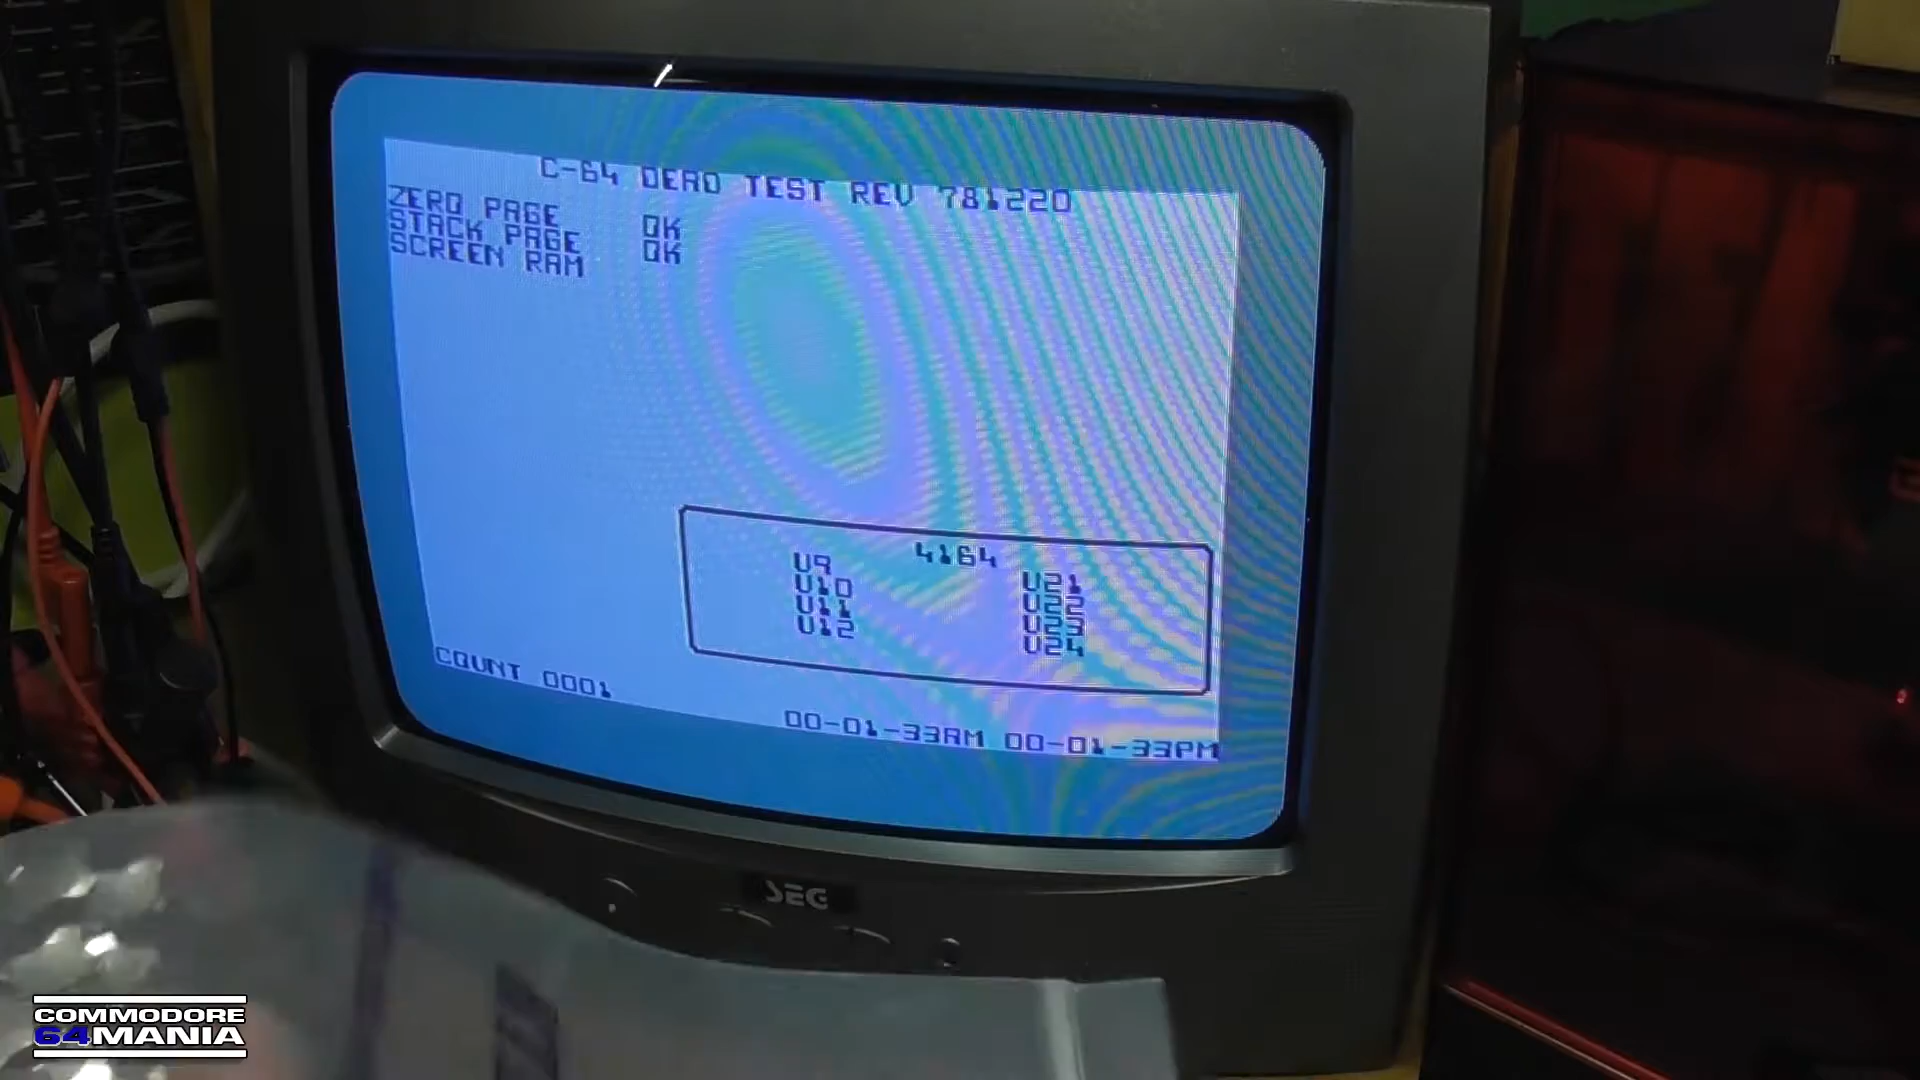 C-64 DEAD TEST REV 781220
ZERO PAGE OK
STACK PAGE OK
SCREEN RAM
4164
U9 U21
U10 U22
U11 U23
U12 U24
COUNT 0001
00-01-33AM 00-01-33PM
SEG
COMMODORE
64MANIA